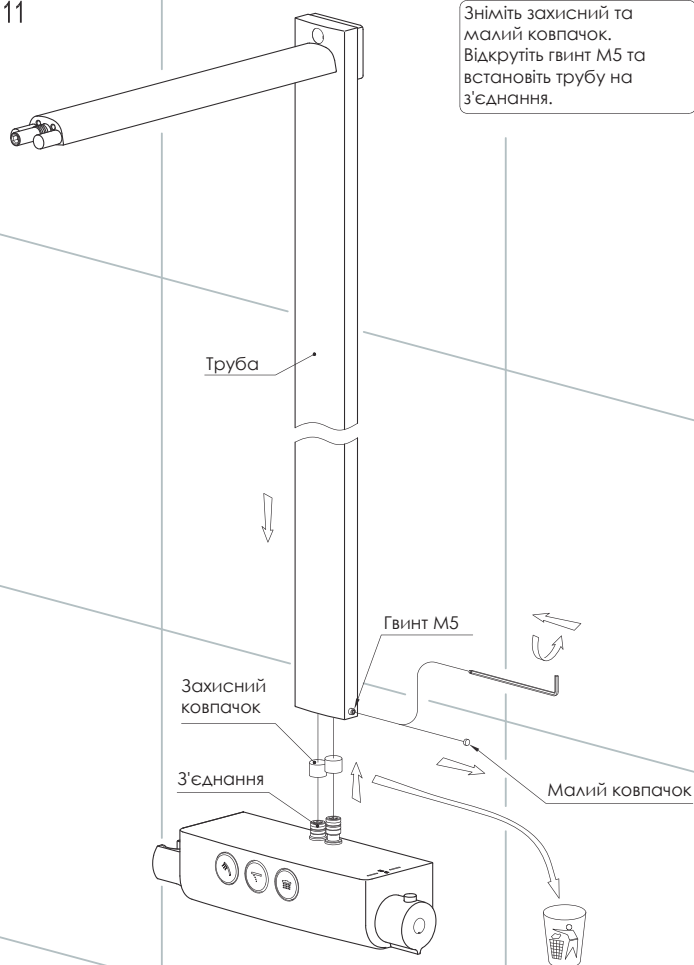 11
Зніміть захисний та
малий ковпачок.
Відкрутіть гвинт М5 та
встановіть трубу на
з'єднання.
Труба
Гвинт М5
Захисний
ковпачок
З'єднання
Малий ковпачок